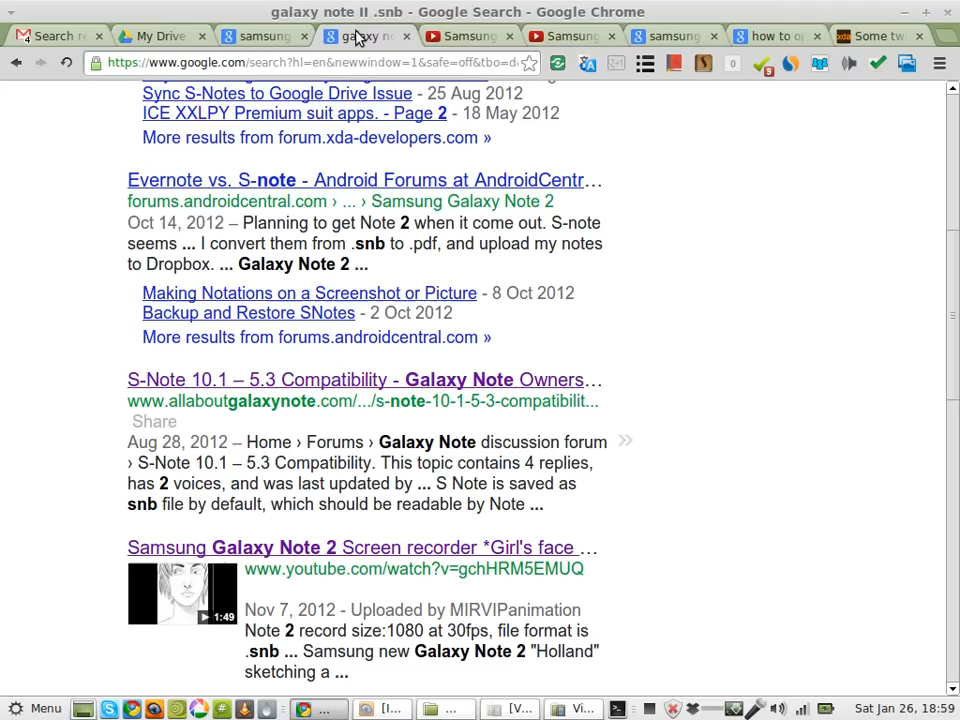 galaxy note II .snb - Google Search - Google Chrome
4 Search re
My Drive
samsung
galaxy no
Samsung
Samsung
samsung
how to o
xda Some tw
https://www.google.com/search?hl=en&newwindow=1&safe=off&tbo=d
0
Sync S-Notes to Google Drive Issue - 25 Aug 2012
ICE XXLPY Premium suit apps. - Page 2 - 18 May 2012
More results from forum.xda-developers.com »
Evernote vs. S-note - Android Forums at AndroidCentr...
forums.androidcentral.com › ... › Samsung Galaxy Note 2
Oct 14, 2012 – Planning to get Note 2 when it come out. S-note
seems ... I convert them from .snb to .pdf, and upload my notes
to Dropbox. ... Galaxy Note 2 ...
Making Notations on a Screenshot or Picture - 8 Oct 2012
Backup and Restore SNotes - 2 Oct 2012
More results from forums.androidcentral.com »
S-Note 10.1 – 5.3 Compatibility - Galaxy Note Owners...
www.allaboutgalaxynote.com/.../s-note-10-1-5-3-compatibilit...
Share
Aug 28, 2012 – Home › Forums › Galaxy Note discussion forum
› S-Note 10.1 – 5.3 Compatibility. This topic contains 4 replies,
has 2 voices, and was last updated by ... S Note is saved as
snb file by default, which should be readable by Note ...
Samsung Galaxy Note 2 Screen recorder *Girl's face ...
www.youtube.com/watch?v=gchHRM5EMUQ
1:49
Nov 7, 2012 - Uploaded by MIRVIPanimation
Note 2 record size:1080 at 30fps, file format is
.snb ... Samsung new Galaxy Note 2 "Holland"
sketching a ...
Menu
...
[I...
...
[V...
Vi...
Sat Jan 26, 18:59